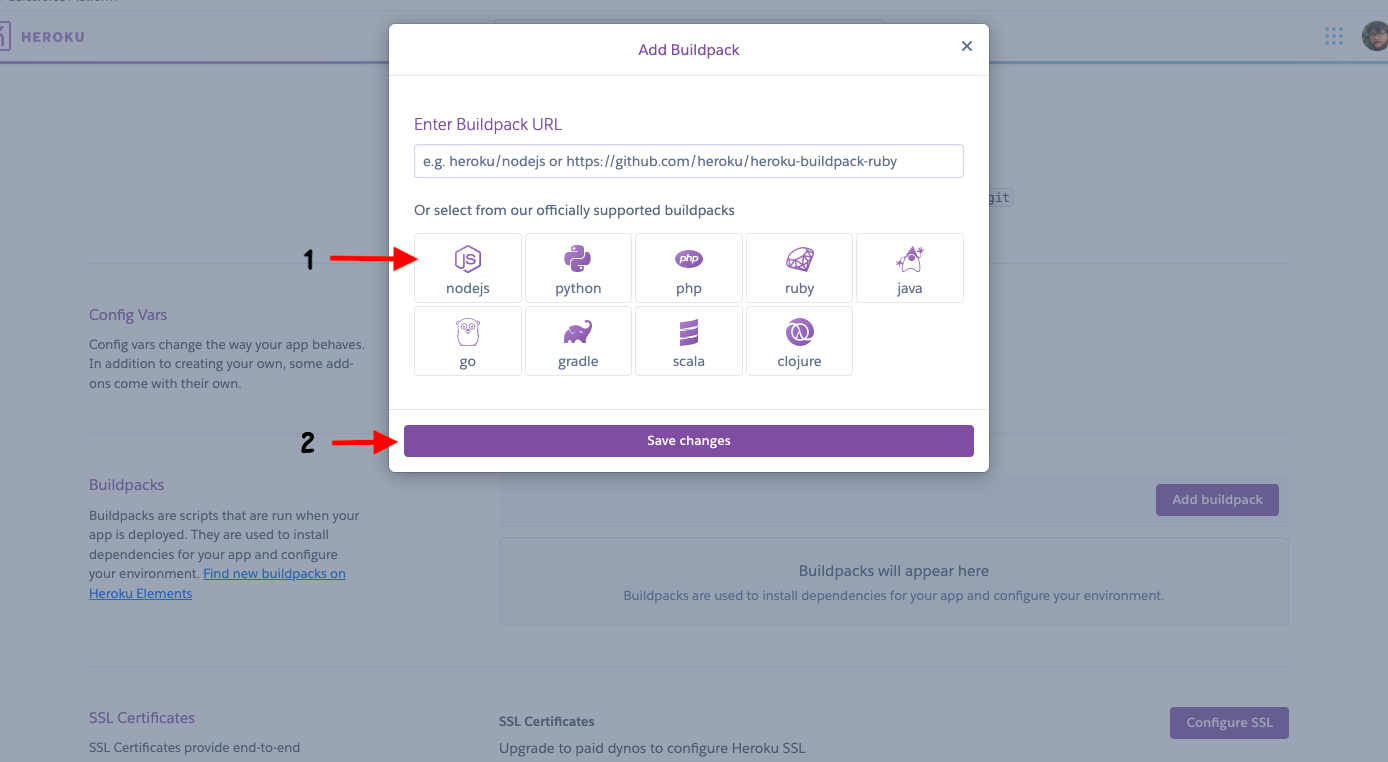 HEROKU
Add Buildpack
Enter Buildpack URL
e.g. heroku/nodejs or https://github.com/heroku/heroku-buildpack-ruby
git
Or select from our officially supported buildpacks
1
JS
php
nodejs
python
php
ruby
java
go
gradle
scala
clojure
Config Vars
Config vars change the way your app behaves.
In addition to creating your own, some add-
ons come with their own.
2
Save changes
Buildpacks
Buildpacks are scripts that are run when your
app is deployed. They are used to install
dependencies for your app and configure
your environment. Find new buildpacks on
Heroku Elements
Add buildpack
Buildpacks will appear here
Buildpacks are used to install dependencies for your app and configure your environment.
SSL Certificates
SSL Certificates provide end-to-end
SSL Certificates
Upgrade to paid dynos to configure Heroku SSL
Configure SSL